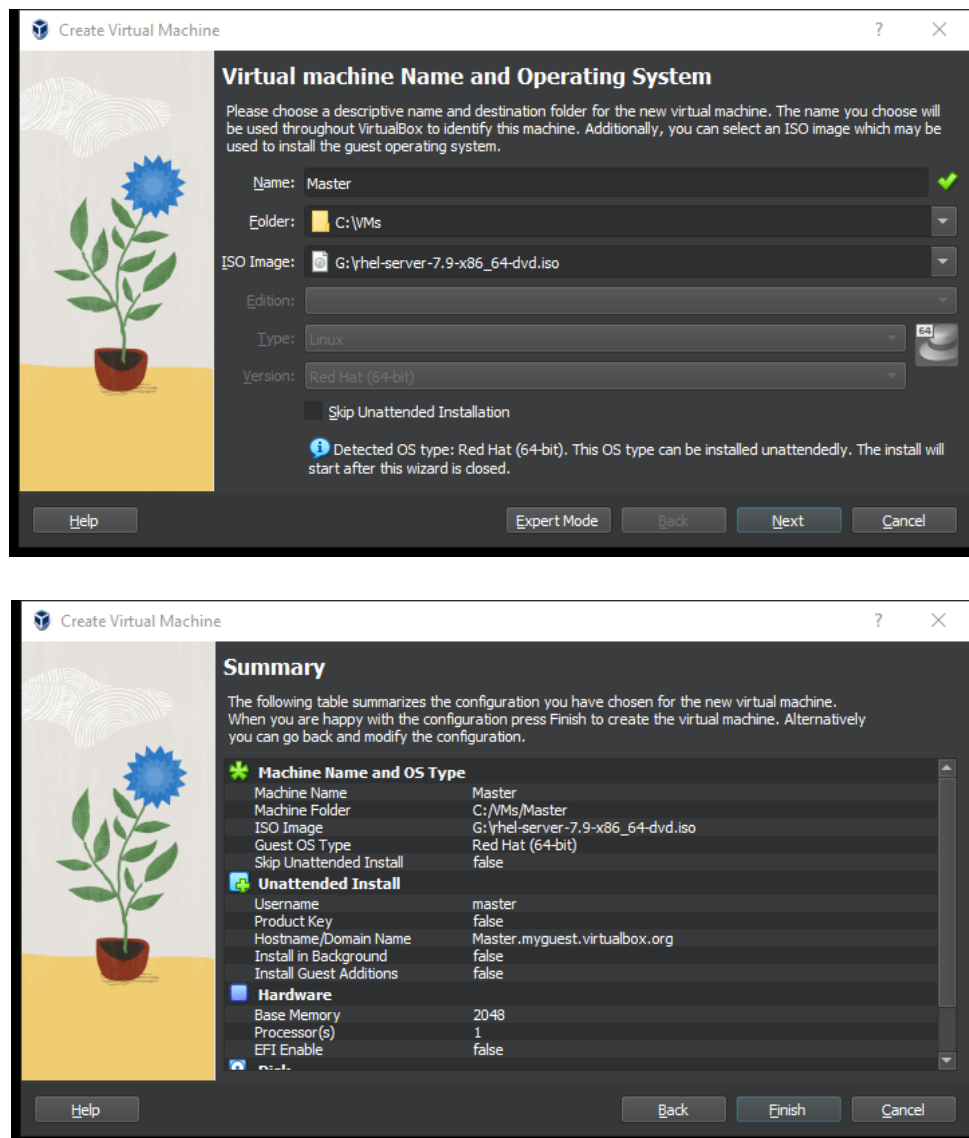 Create Virtual Machine
Virtual machine Name and Operating System
Please choose a descriptive name and destination folder for the new virtual machine. The name you choose will
be used throughout VirtualBox to identify this machine. Additionally, you can select an ISO image which may be
used to install the guest operating system.
Name: Master
Folder: C:\VMs
ISO Image: G:\rhel-server-7.9-x86_64-dvd.iso
Edition:
Type: Linux
64
Version: Red Hat (64-bit)
Skip Unattended Installation
Detected OS type: Red Hat (64-bit). This OS type can be installed unattendedly. The install will
start after this wizard is closed.
Help Expert Mode Back Next Cancel
Create Virtual Machine
Summary
The following table summarizes the configuration you have chosen for the new virtual machine.
When you are happy with the configuration press Finish to create the virtual machine. Alternatively
you can go back and modify the configuration.
Machine Name and OS Type
Machine Name Master
Machine Folder C:/VMs/Master
ISO Image G:\rhel-server-7.9-x86_64-dvd.iso
Guest OS Type Red Hat (64-bit)
Skip Unattended Install false
Unattended Install
Username master
Product Key false
Hostname/Domain Name Master.myguest.virtualbox.org
Install in Background false
Install Guest Additions false
Hardware
Base Memory 2048
Processor(s) 1
EFI Enable false
Disk
Help Back Finish Cancel